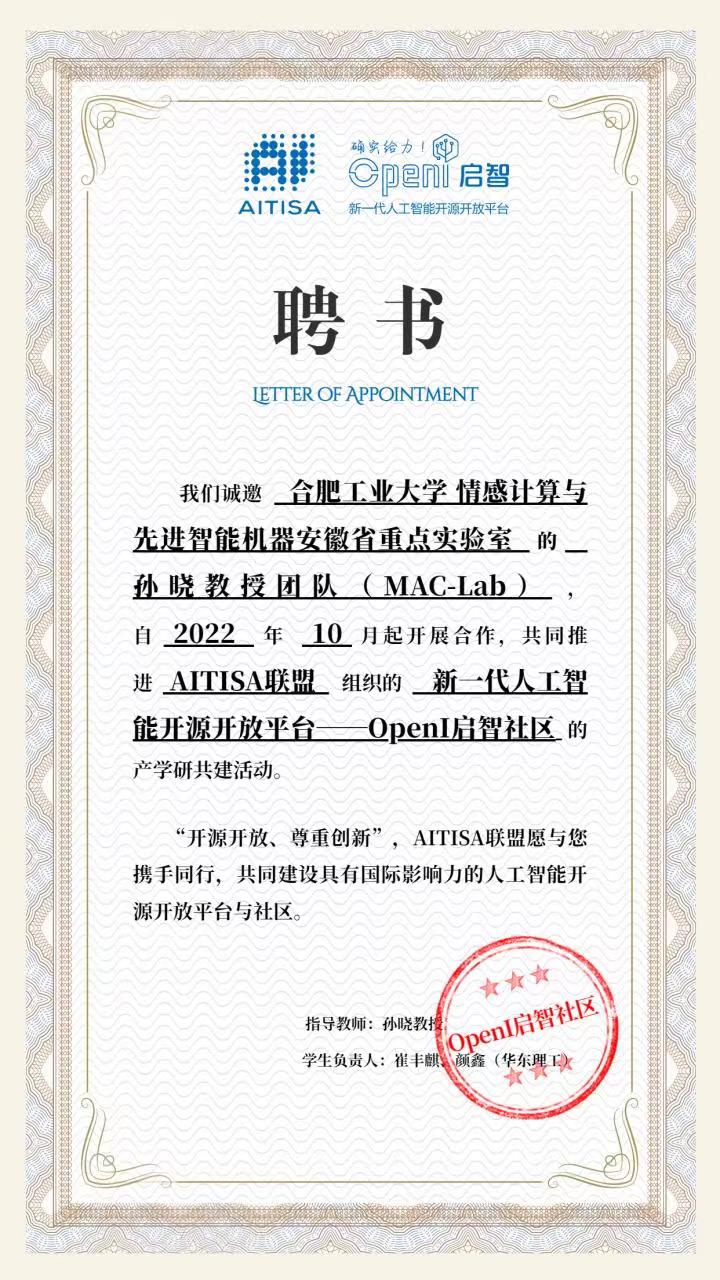 确实给力！
OpenI 启智
AITISA
新一代人工智能开源开放平台
聘 书
LETTER OF APPOINTMENT
我们诚邀 合肥工业大学 情感计算与
先进智能机器安徽省重点实验室 的
孙晓教授团队（MAC-Lab），
自 2022 年 10 月起开展合作，共同推
进 AITISA联盟 组织的 新一代人工智
能开源开放平台——OpenI启智社区 的
产学研共建活动。
“开源开放、尊重创新”，AITISA联盟愿与您
携手同行，共同建设具有国际影响力的人工智能开
源开放平台与社区。
指导教师：孙晓教授
OpenI启智社区
学生负责人：崔丰麒、颜鑫（华东理工）